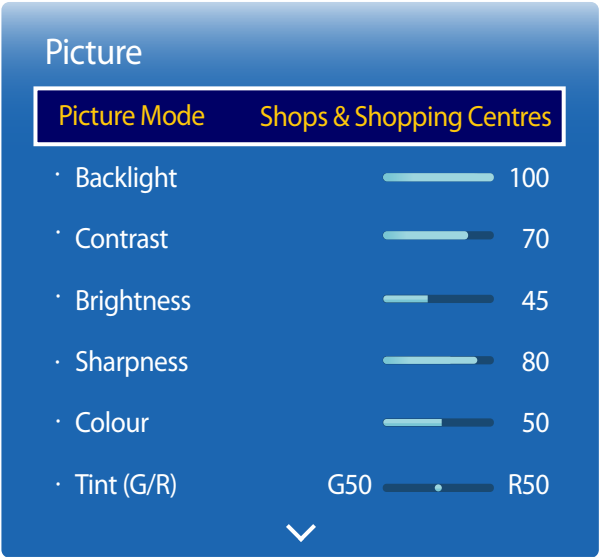 Picture
Picture Mode Shops & Shopping Centres
· Backlight 100
· Contrast 70
· Brightness 45
· Sharpness 80
· Colour 50
· Tint (G/R) G50 R50